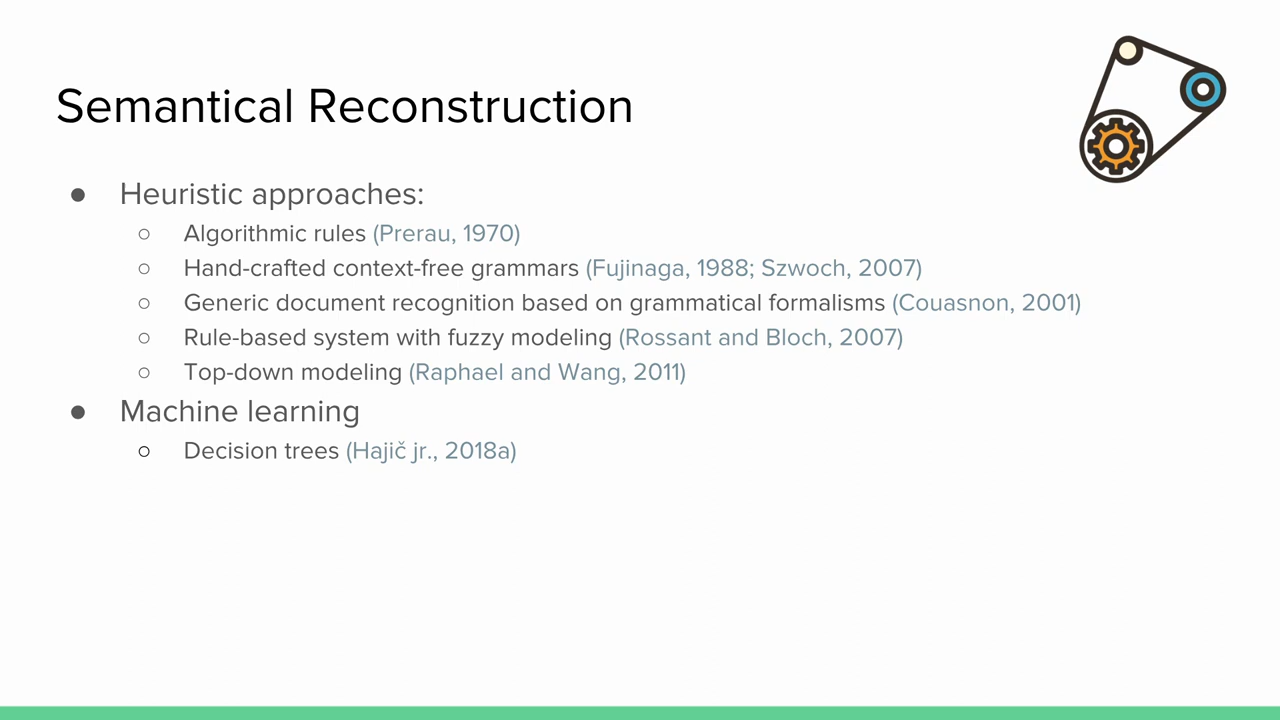 Semantical Reconstruction
● Heuristic approaches:
○ Algorithmic rules (Prerau, 1970)
○ Hand-crafted context-free grammars (Fujinaga, 1988; Szwoch, 2007)
○ Generic document recognition based on grammatical formalisms (Couasnon, 2001)
○ Rule-based system with fuzzy modeling (Rossant and Bloch, 2007)
○ Top-down modeling (Raphael and Wang, 2011)
● Machine learning
○ Decision trees (Hajič jr., 2018a)